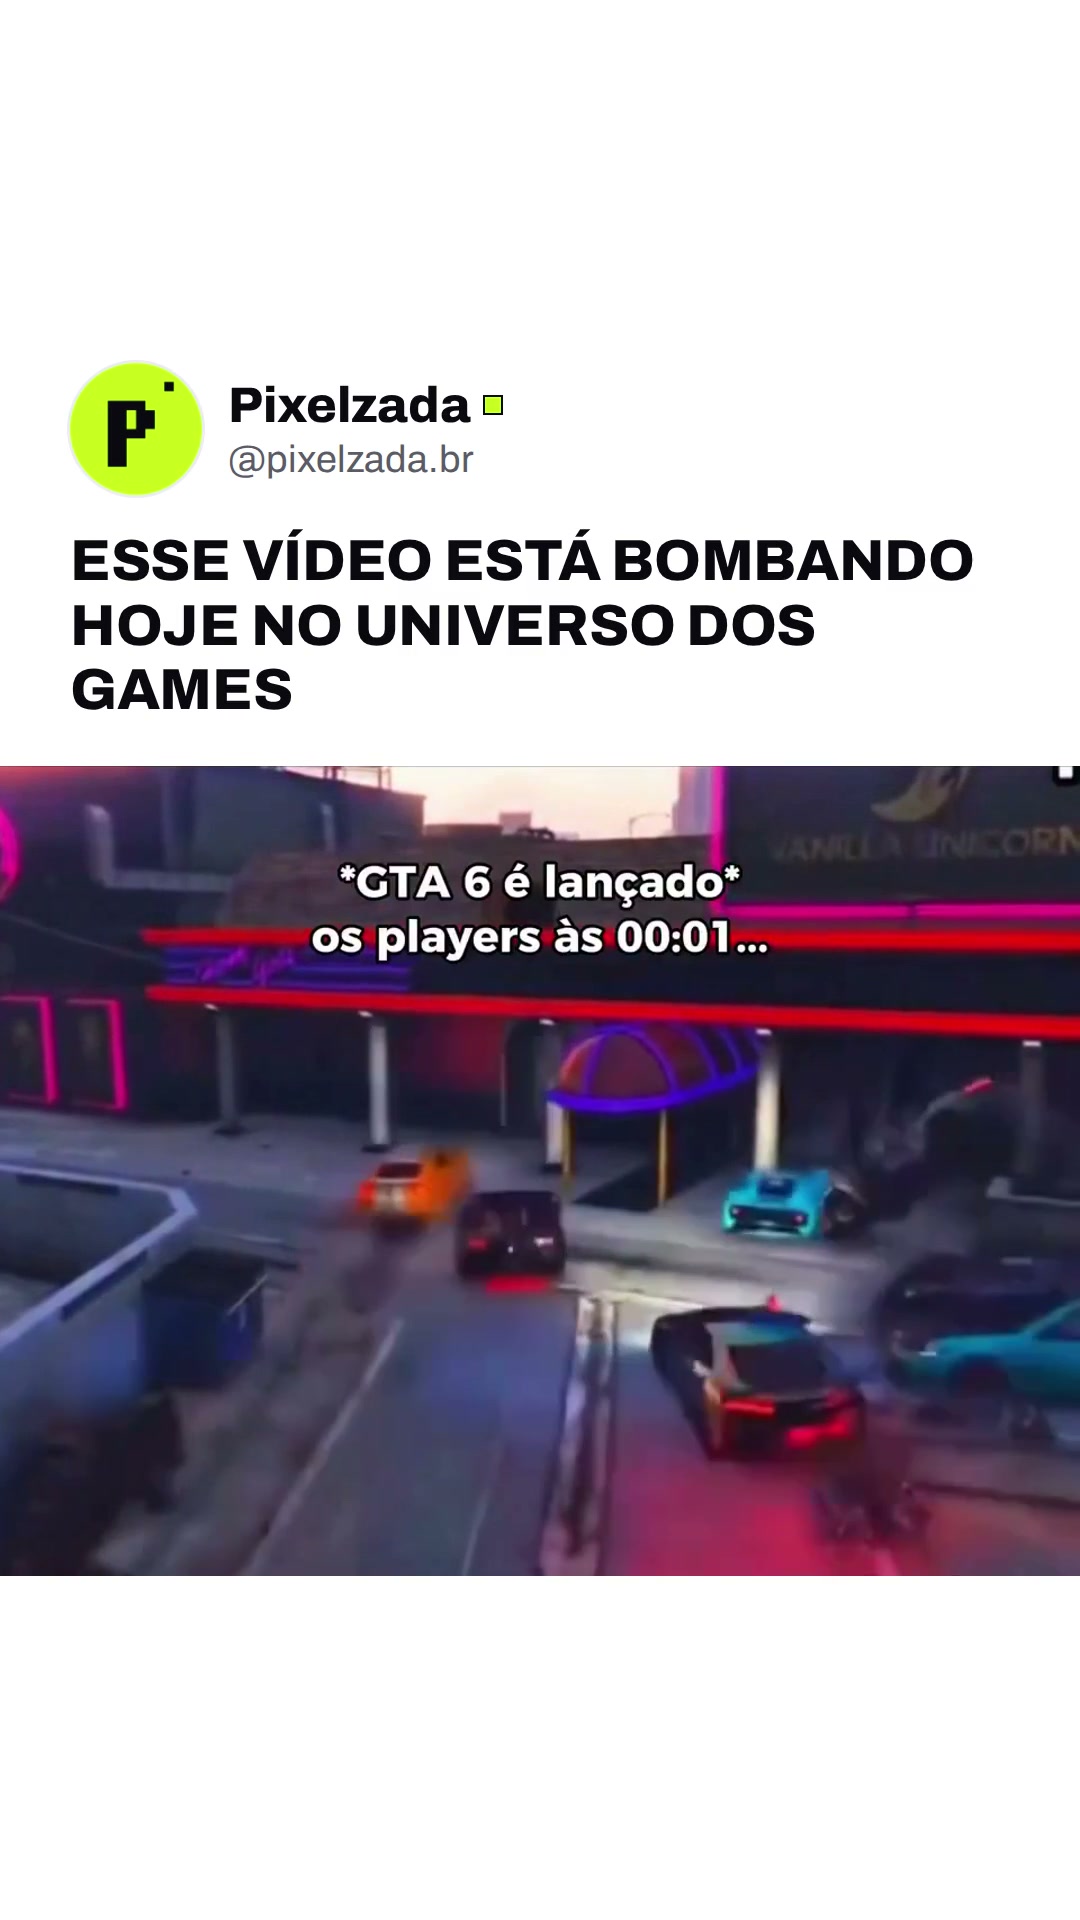 P
Pixelzada
@pixelzada.br
ESSE VÍDEO ESTÁ BOMBANDO
HOJE NO UNIVERSO DOS
GAMES
VANILLA UNICORN
*GTA 6 é lançado*
os players às 00:01...